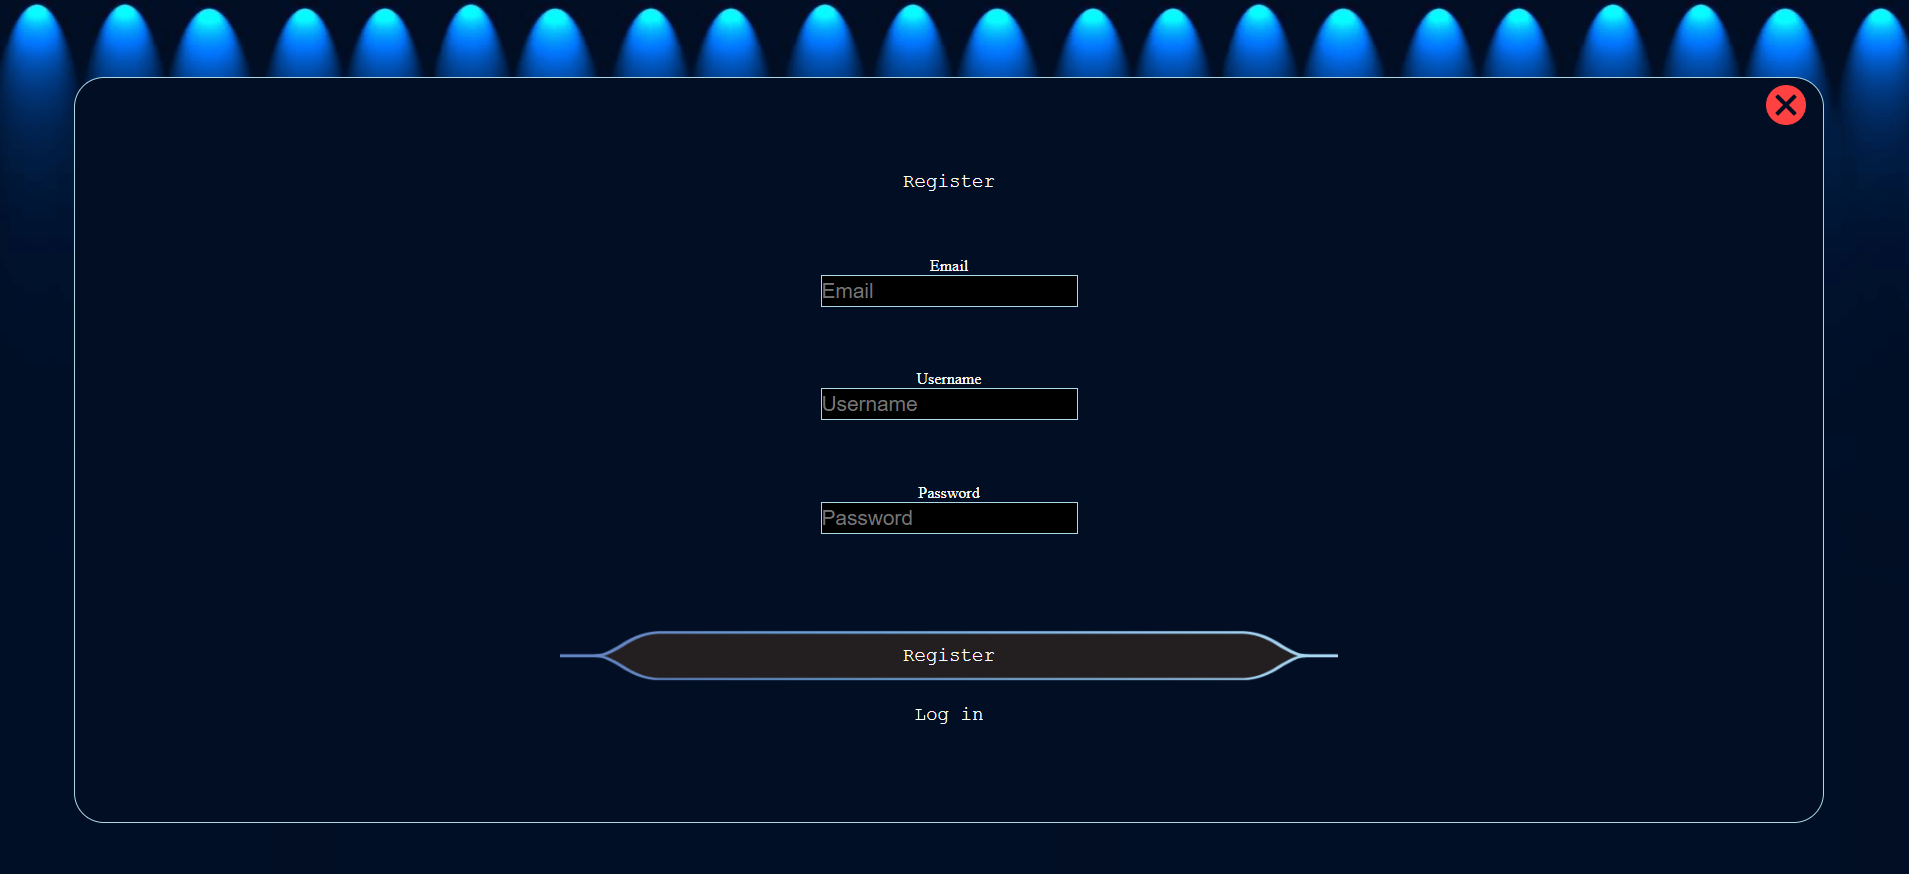 Register
Email
Email
Username
Username
Password
Password
Register
Log in